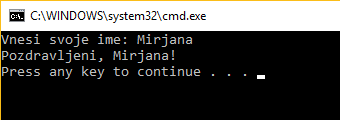 C:\WINDOWS\system32\cmd.exe
Vnesi svoje ime: Mirjana
Pozdravljeni, Mirjana!
Press any key to continue . . .